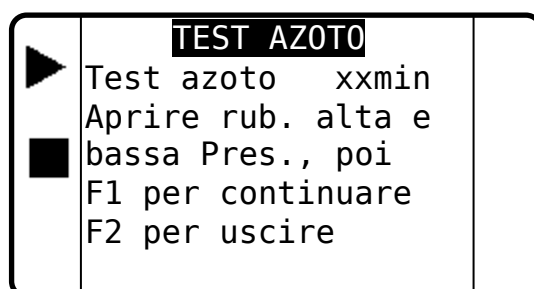 TEST AZOTO
Test azoto xxmin
Aprire rub. alta e
bassa Pres., poi
F1 per continuare
F2 per uscire